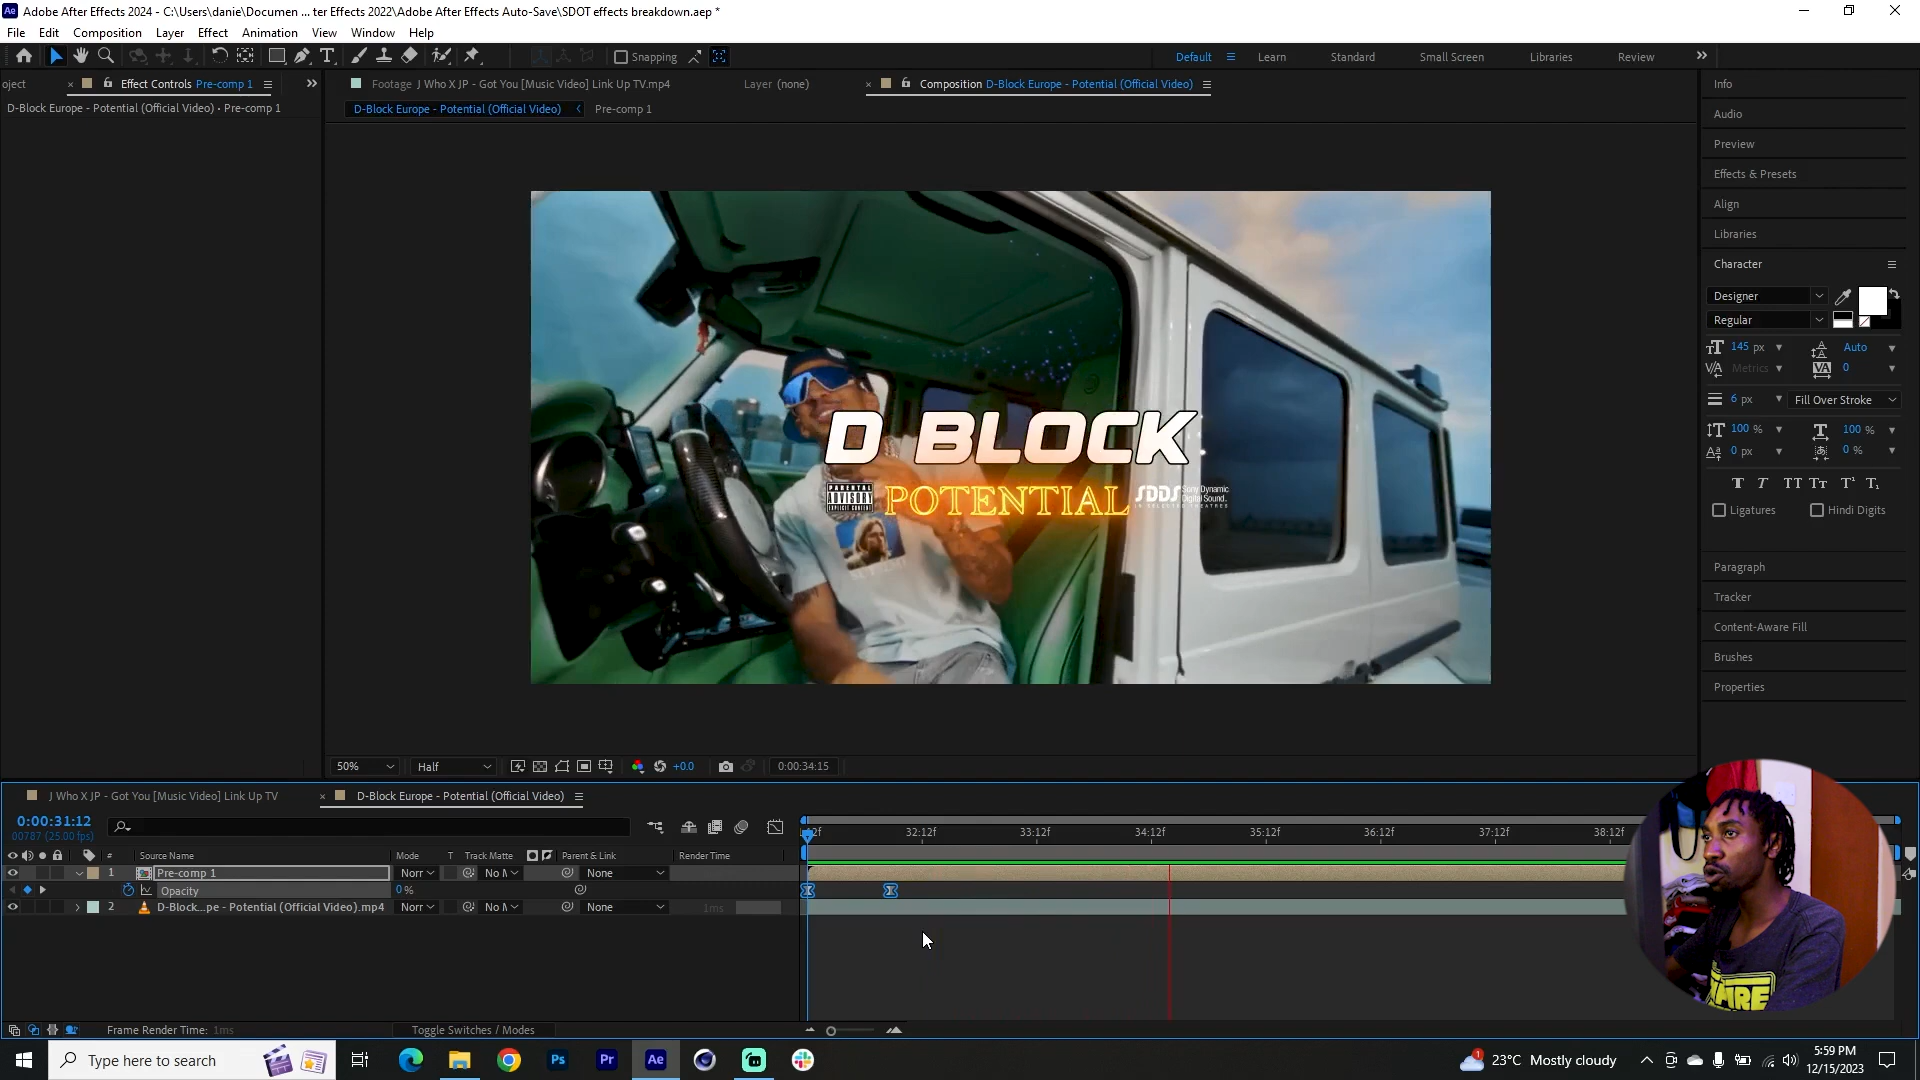 Adobe After Effects 2024 - C:\Users\danie\Documen ... ter Effects 2022\Adobe After Effects Auto-Save\SDOT effects breakdown.aep *
File Edit Composition Layer Effect Animation View Window Help
Snapping
Default Learn Standard Small Screen Libraries Review
oject Effect Controls Pre-comp 1
Footage J Who X JP - Got You [Music Video] Link Up TV.mp4 Layer (none) Composition D-Block Europe - Potential (Official Video)
D-Block Europe - Potential (Official Video) • Pre-comp 1
D-Block Europe - Potential (Official Video) Pre-comp 1
D BLOCK
PARENTAL
ADVISORY
EXPLICIT CONTENT
POTENTIAL
SDDS Sony Dynamic
Digital Sound.
IN SELECTED THEATRES
Info
Audio
Preview
Effects & Presets
Align
Libraries
Character
Designer
Regular
145 px Auto
Metrics 0
6 px Fill Over Stroke
100 % 100 %
0 px 0 %
Ligatures Hindi Digits
Paragraph
Tracker
Content-Aware Fill
Brushes
Properties
50% Half +0.0 0:00:34:15
J Who X JP - Got You [Music Video] Link Up TV D-Block Europe - Potential (Official Video)
0:00:31:12
00787 (25.00 fps)
32:12f 33:12f 34:12f 35:12f 36:12f 37:12f 38:12f
# Source Name Mode T Track Matte Parent & Link Render Time
1 Pre-comp 1 Norr No M None
Opacity 0 %
2 D-Block...pe - Potential (Official Video).mp4 Norr No M None 1ms
Frame Render Time: 1ms Toggle Switches / Modes
Type here to search
23°C Mostly cloudy
5:59 PM
12/15/2023